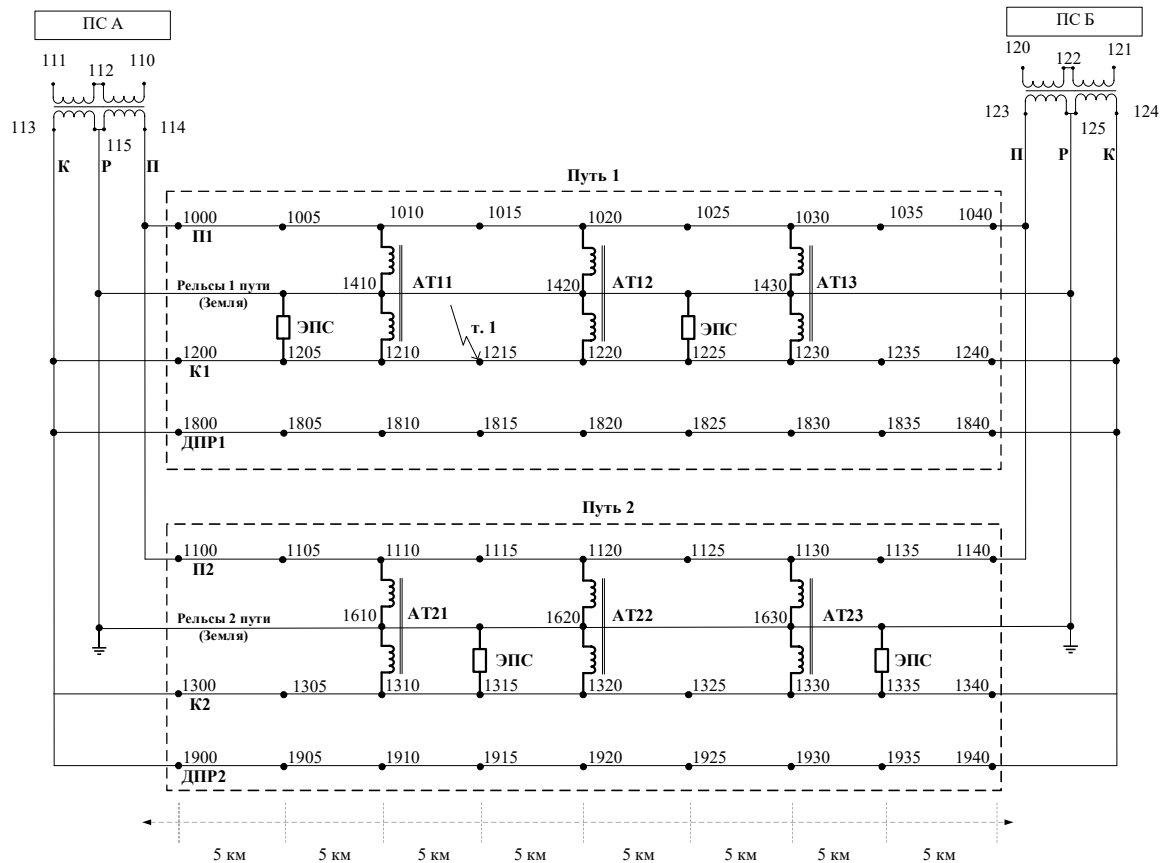 ПС А
ПС Б
111 112 110
120 122 121
113 115 114
123 125 124
К Р П
П Р К
Путь 1
1000 1005 1010 1015 1020 1025 1030 1035 1040
П1
Рельсы 1 пути
(Земля)
1410 АТ11 1420 АТ12 1430 АТ13
ЭПС т. 1 ЭПС
1200 1205 1210 1215 1220 1225 1230 1235 1240
К1
1800 1805 1810 1815 1820 1825 1830 1835 1840
ДПР1
Путь 2
1100 1105 1110 1115 1120 1125 1130 1135 1140
П2
Рельсы 2 пути
(Земля)
1610 АТ21 1620 АТ22 1630 АТ23
ЭПС ЭПС
1300 1305 1310 1315 1320 1325 1330 1335 1340
К2
1900 1905 1910 1915 1920 1925 1930 1935 1940
ДПР2
5 км 5 км 5 км 5 км 5 км 5 км 5 км 5 км